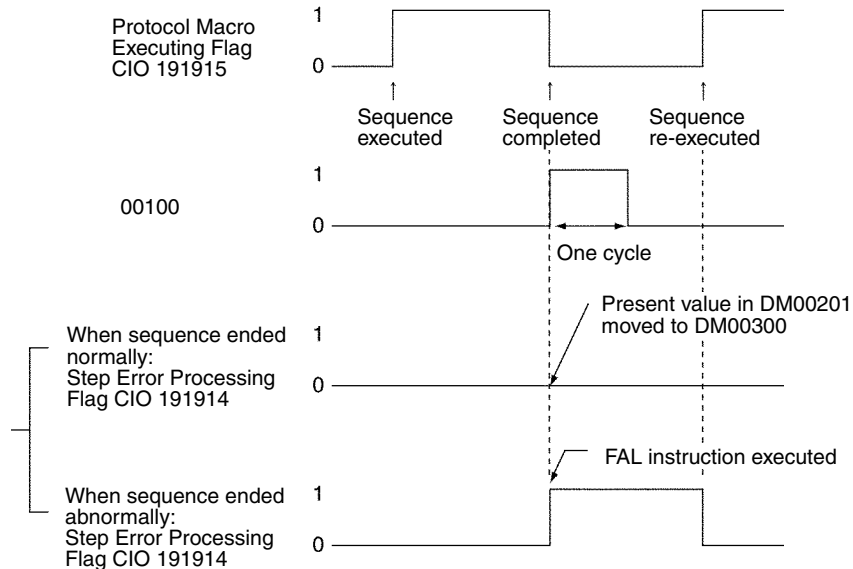 Protocol Macro
Executing Flag
CIO 191915
1
0
Sequence
executed
Sequence
completed
Sequence
re-executed
00100
1
0
One cycle
Present value in DM00201
moved to DM00300
When sequence ended
normally:
Step Error Processing
Flag CIO 191914
1
0
FAL instruction executed
When sequence ended
abnormally:
Step Error Processing
Flag CIO 191914
1
0